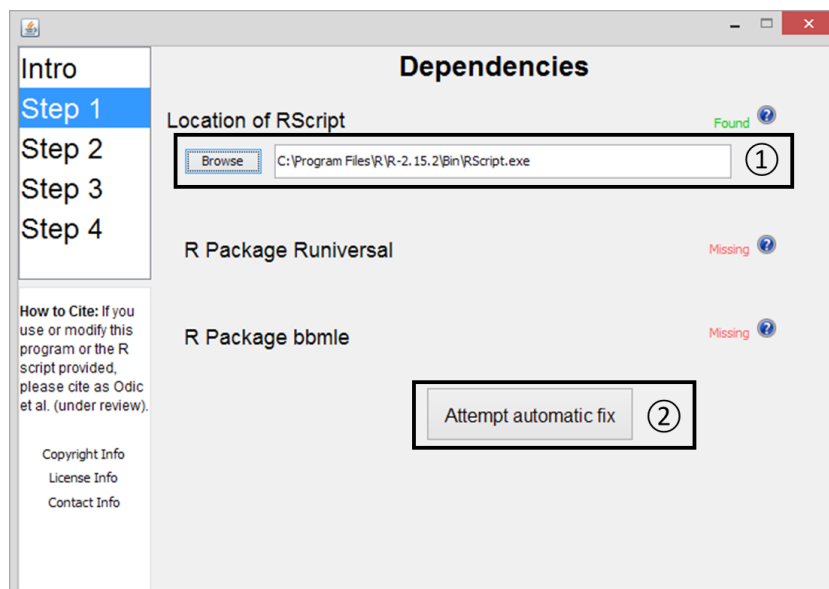 Intro
Step 1
Step 2
Step 3
Step 4
How to Cite: If you
use or modify this
program or the R
script provided,
please cite as Odic
et al. (under review).
Copyright Info
License Info
Contact Info
Dependencies
Location of RScript
Found ?
Browse
C:\Program Files\R\R-2.15.2\Bin\RScript.exe
①
R Package Runiversal
Missing ?
R Package bbmle
Missing ?
Attempt automatic fix
②